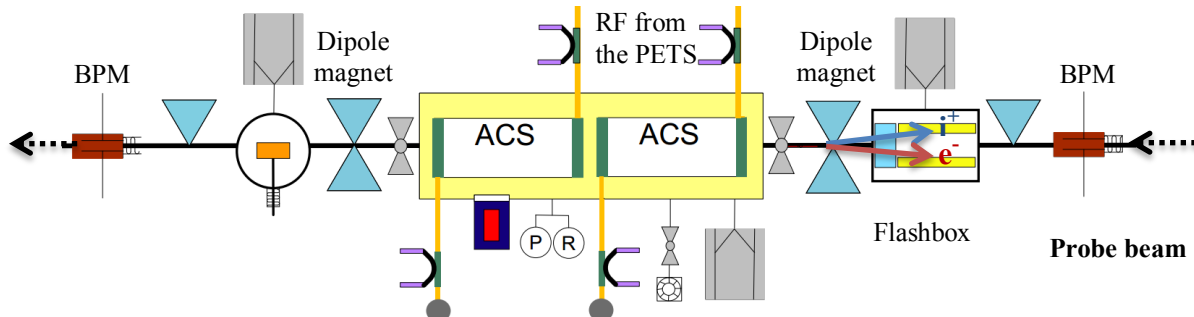 BPM
Dipole
magnet
RF from
the PETS
Dipole
magnet
BPM
ACS
ACS
i+
e-
P
R
Flashbox
Probe beam